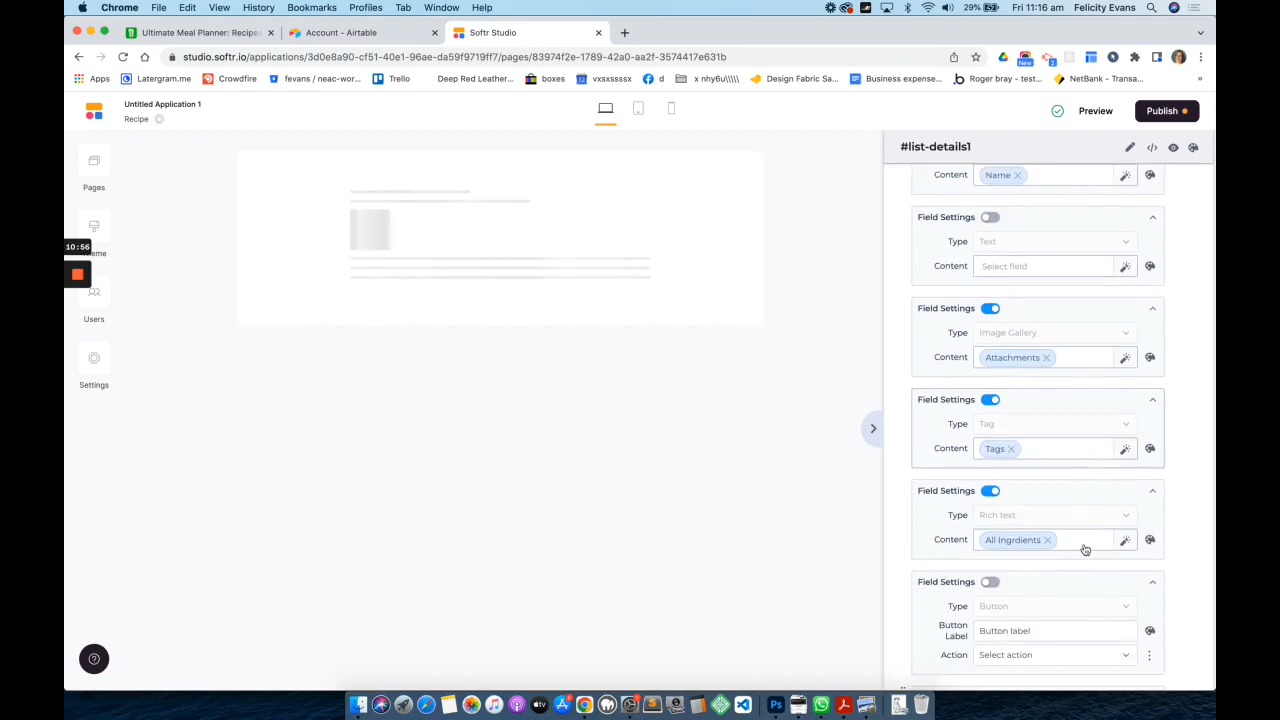 Chrome File Edit View History Bookmarks Profiles Tab Window Help
29% Fri 11:16 am Felicity Evans
Ultimate Meal Planner: Recipes
Account - Airtable
Softr Studio
studio.softr.io/applications/3d0e8a90-cf51-40e1-96ae-da59f9719ff7/pages/83974f2e-1789-42a0-aa2f-3574417e631b
Apps Latergram.me Crowdfire fevans / neac-wor... Trello Deep Red Leather... boxes vxsxssssx d x nhy6u\\\\\ Design Fabric Sa... Business expense... Roger bray - test... NetBank - Transa... »
Untitled Application 1
Recipe
Preview
Publish
#list-details1
Pages
Theme
Users
Settings
10:56
Content Name
Field Settings
Type Text
Content Select field
Field Settings
Type Image Gallery
Content Attachments
Field Settings
Type Tag
Content Tags
Field Settings
Type Rich text
Content All Ingrdients
Field Settings
Type Button
Button Label Button label
Action Select action